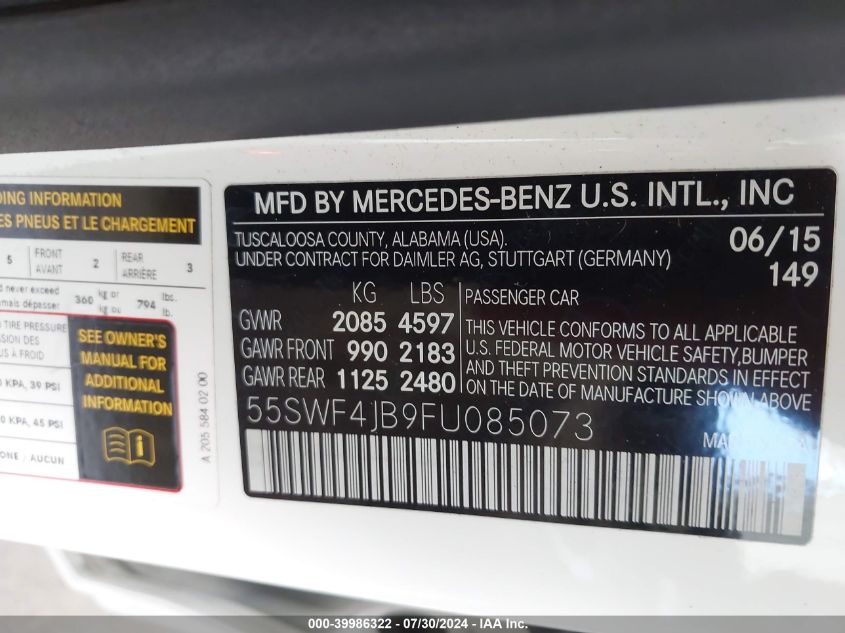 DING INFORMATION
ES PNEUS ET LE CHARGEMENT
5 FRONT AVANT 2 REAR ARRIÈRE 3
d never exceed
amais dépasser 360 kg or kg ou 794 lbs. lb.
TIRE PRESSURE
SSION DES
S À FROID
KPA, 39 PSI
0 KPA, 45 PSI
ONE / AUCUN
SEE OWNER'S
MANUAL FOR
ADDITIONAL
INFORMATION
A 205 584 02 00
MFD BY MERCEDES-BENZ U.S. INTL., INC
TUSCALOOSA COUNTY, ALABAMA (USA). 06/15
UNDER CONTRACT FOR DAIMLER AG, STUTTGART (GERMANY) 149
KG LBS
GVWR 2085 4597
GAWR FRONT 990 2183
GAWR REAR 1125 2480
PASSENGER CAR
THIS VEHICLE CONFORMS TO ALL APPLICABLE
U.S. FEDERAL MOTOR VEHICLE SAFETY,BUMPER
AND THEFT PREVENTION STANDARDS IN EFFECT
ON THE DATE OF MANUFACTURE SHOWN ABOVE
55SWF4JB9FU085073
000-39986322 - 07/30/2024 - IAA Inc.